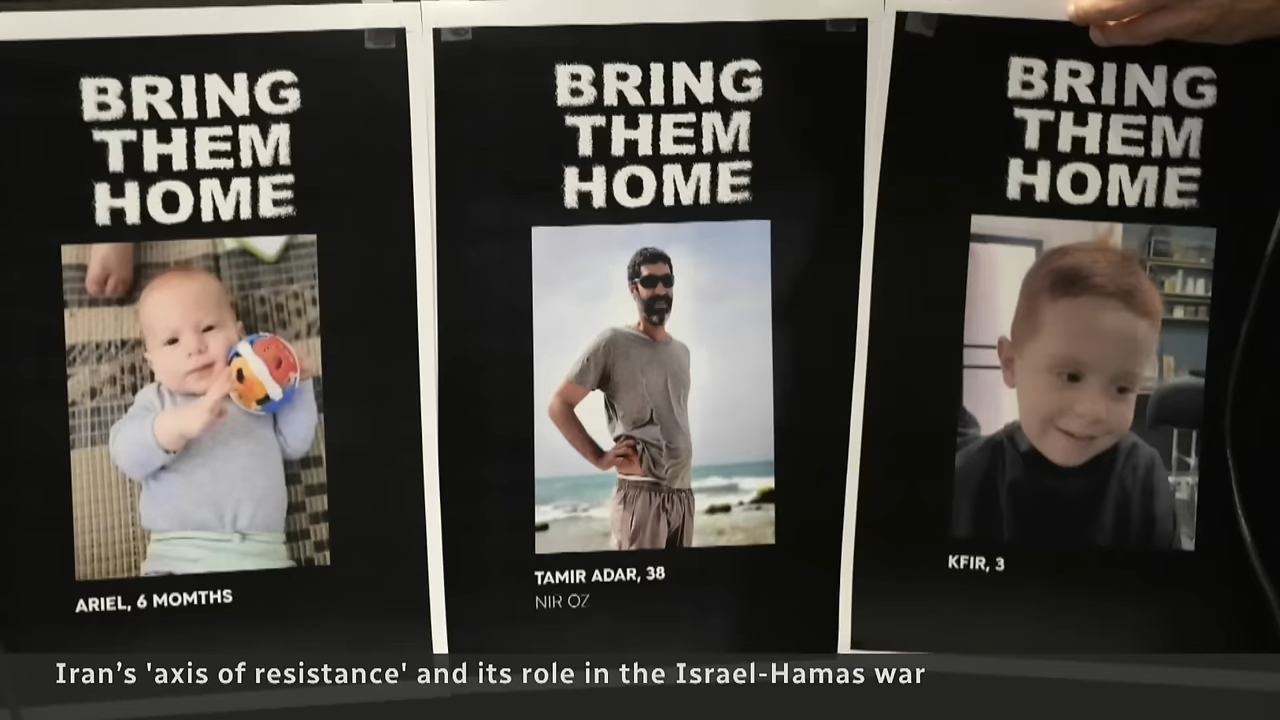 BRING
THEM
HOME
ARIEL, 6 MOMTHS
BRING
THEM
HOME
TAMIR ADAR, 38
NIR OZ
BRING
THEM
HOME
KFIR, 3
Iran’s 'axis of resistance' and its role in the Israel-Hamas war